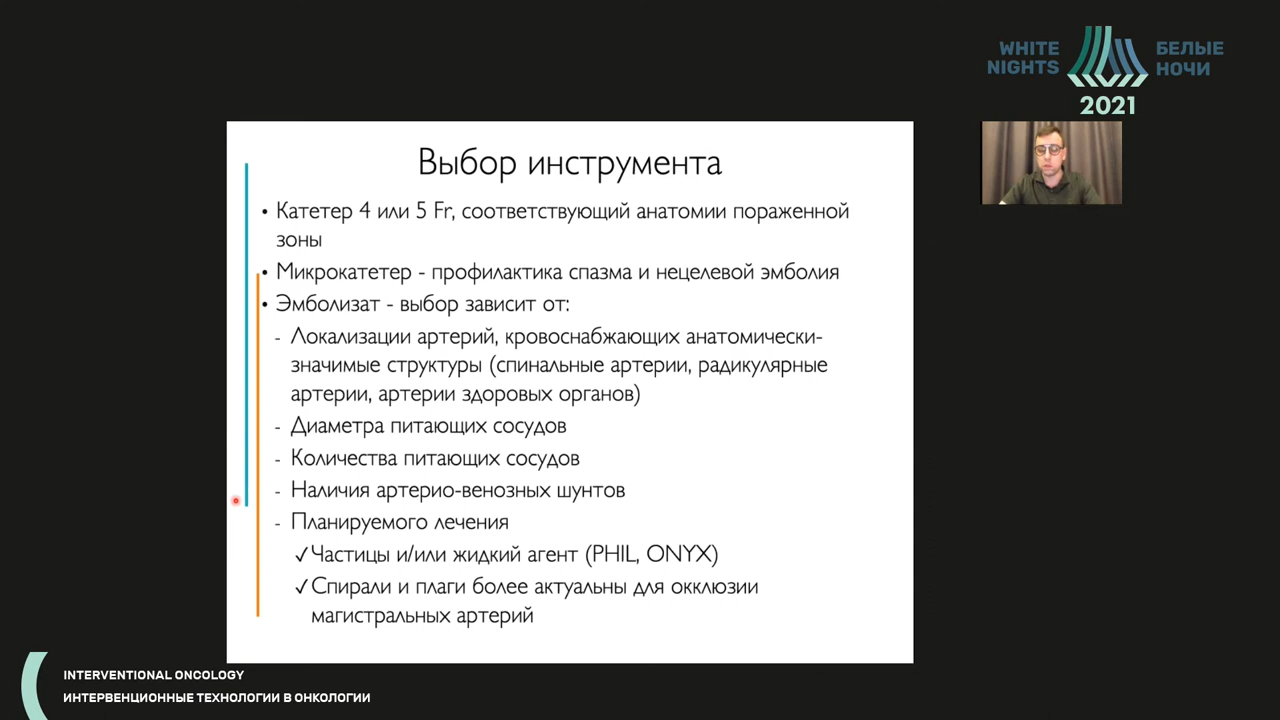 WHITE
NIGHTS
БЕЛЫЕ
НОЧИ
2021
Выбор инструмента
• Катетер 4 или 5 Fr, соответствующий анатомии пораженной
зоны
• Микрокатетер - профилактика спазма и нецелевой эмболия
• Эмболизат - выбор зависит от:
- Локализации артерий, кровоснабжающих анатомически-
значимые структуры (спинальные артерии, радикулярные
артерии, артерии здоровых органов)
- Диаметра питающих сосудов
- Количества питающих сосудов
- Наличия артерио-венозных шунтов
- Планируемого лечения
✓Частицы и/или жидкий агент (PHIL, ONYX)
✓Спирали и плаги более актуальны для окклюзии
магистральных артерий
INTERVENTIONAL ONCOLOGY
ИНТЕРВЕНЦИОННЫЕ ТЕХНОЛОГИИ В ОНКОЛОГИИ